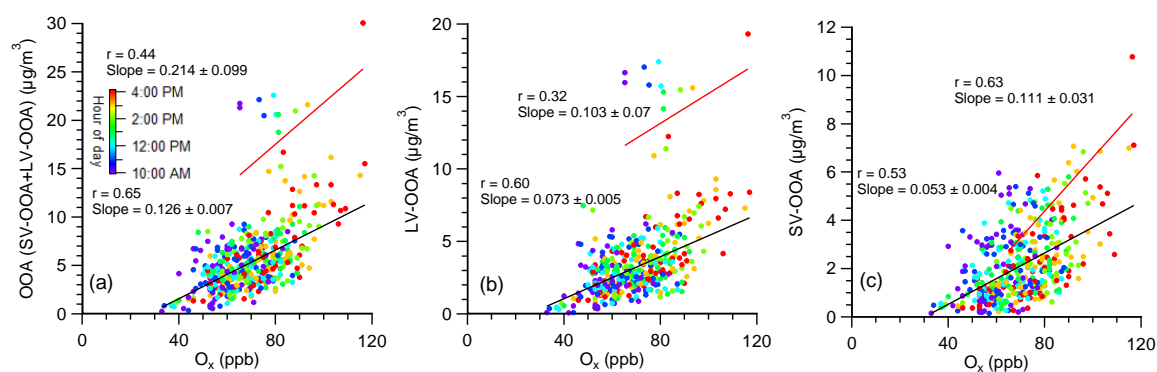 OOA (SV-OOA+LV-OOA) (µg/m³)
30
25
20
15
10
5
0
r = 0.44
Slope = 0.214 ± 0.099
Hour of day
4:00 PM
2:00 PM
12:00 PM
10:00 AM
r = 0.65
Slope = 0.126 ± 0.007
(a)
0 40 80 120
Oₓ (ppb)
LV-OOA (µg/m³)
20
15
10
5
0
r = 0.32
Slope = 0.103 ± 0.07
r = 0.60
Slope = 0.073 ± 0.005
(b)
0 40 80 120
Oₓ (ppb)
SV-OOA (µg/m³)
12
10
8
6
4
2
0
r = 0.63
Slope = 0.111 ± 0.031
r = 0.53
Slope = 0.053 ± 0.004
(c)
0 40 80 120
Oₓ (ppb)